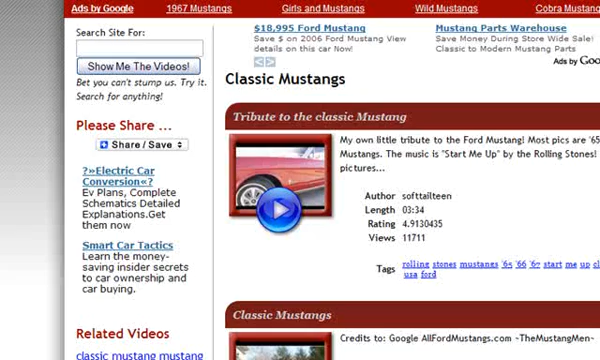 Ads by Google 1967 Mustangs Girls and Mustangs Wild Mustangs Cobra Mustang
Search Site For:
Show Me The Videos!
Bet you can't stump us. Try it.
Search for anything!
Please Share ...
Share / Save
?»Electric Car
Conversion«?
Ev Plans, Complete
Schematics Detailed
Explanations.Get
them now
Smart Car Tactics
Learn the money-
saving insider secrets
to car ownership and
car buying.
Related Videos
classic mustang mustang
$18,995 Ford Mustang
Save $ on 2006 Ford Mustang View
details on this car Now!
Mustang Parts Warehouse
Save Money During Store Wide Sale!
Classic to Modern Mustang Parts
Ads by Goo
Classic Mustangs
Tribute to the classic Mustang
My own little tribute to the Ford Mustang! Most pics are '65
Mustangs. The music is "Start Me Up" by the Rolling Stones!
pictures...
Author softtailteen
Length 03:34
Rating 4.9130435
Views 11711
Tags rolling stones mustangs '65 '66 '67 start me up cl
usa ford
Classic Mustangs
Credits to: Google AllFordMustangs.com ~TheMustangMen~